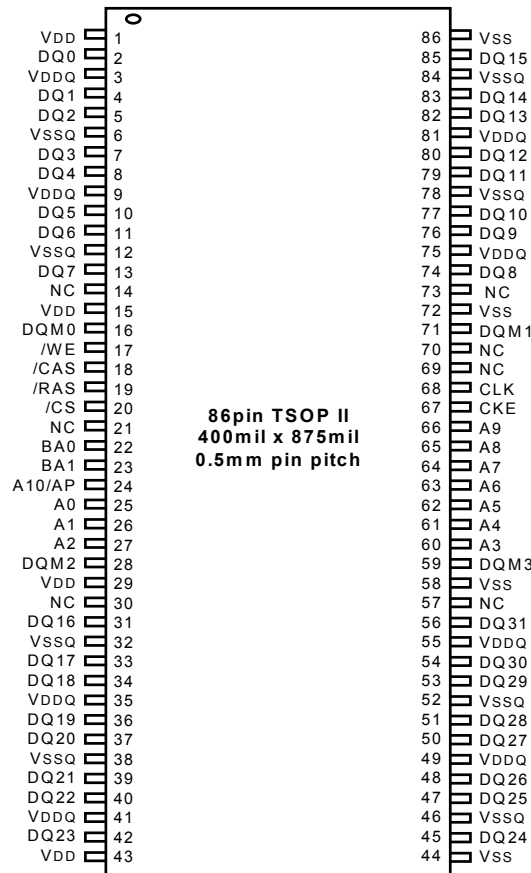 VDD 1 86 VSS
DQ0 2 85 DQ15
VDDQ 3 84 VSSQ
DQ1 4 83 DQ14
DQ2 5 82 DQ13
VSSQ 6 81 VDDQ
DQ3 7 80 DQ12
DQ4 8 79 DQ11
VDDQ 9 78 VSSQ
DQ5 10 77 DQ10
DQ6 11 76 DQ9
VSSQ 12 75 VDDQ
DQ7 13 74 DQ8
NC 14 73 NC
VDD 15 72 VSS
DQM0 16 71 DQM1
/WE 17 70 NC
/CAS 18 69 NC
/RAS 19 68 CLK
/CS 20 67 CKE
NC 21 66 A9
BA0 22 65 A8
BA1 23 64 A7
A10/AP 24 63 A6
A0 25 62 A5
A1 26 61 A4
A2 27 60 A3
DQM2 28 59 DQM3
VDD 29 58 VSS
NC 30 57 NC
DQ16 31 56 DQ31
VSSQ 32 55 VDDQ
DQ17 33 54 DQ30
DQ18 34 53 DQ29
VDDQ 35 52 VSSQ
DQ19 36 51 DQ28
DQ20 37 50 DQ27
VSSQ 38 49 VDDQ
DQ21 39 48 DQ26
DQ22 40 47 DQ25
VDDQ 41 46 VSSQ
DQ23 42 45 DQ24
VDD 43 44 VSS
86pin TSOP II
400mil x 875mil
0.5mm pin pitch